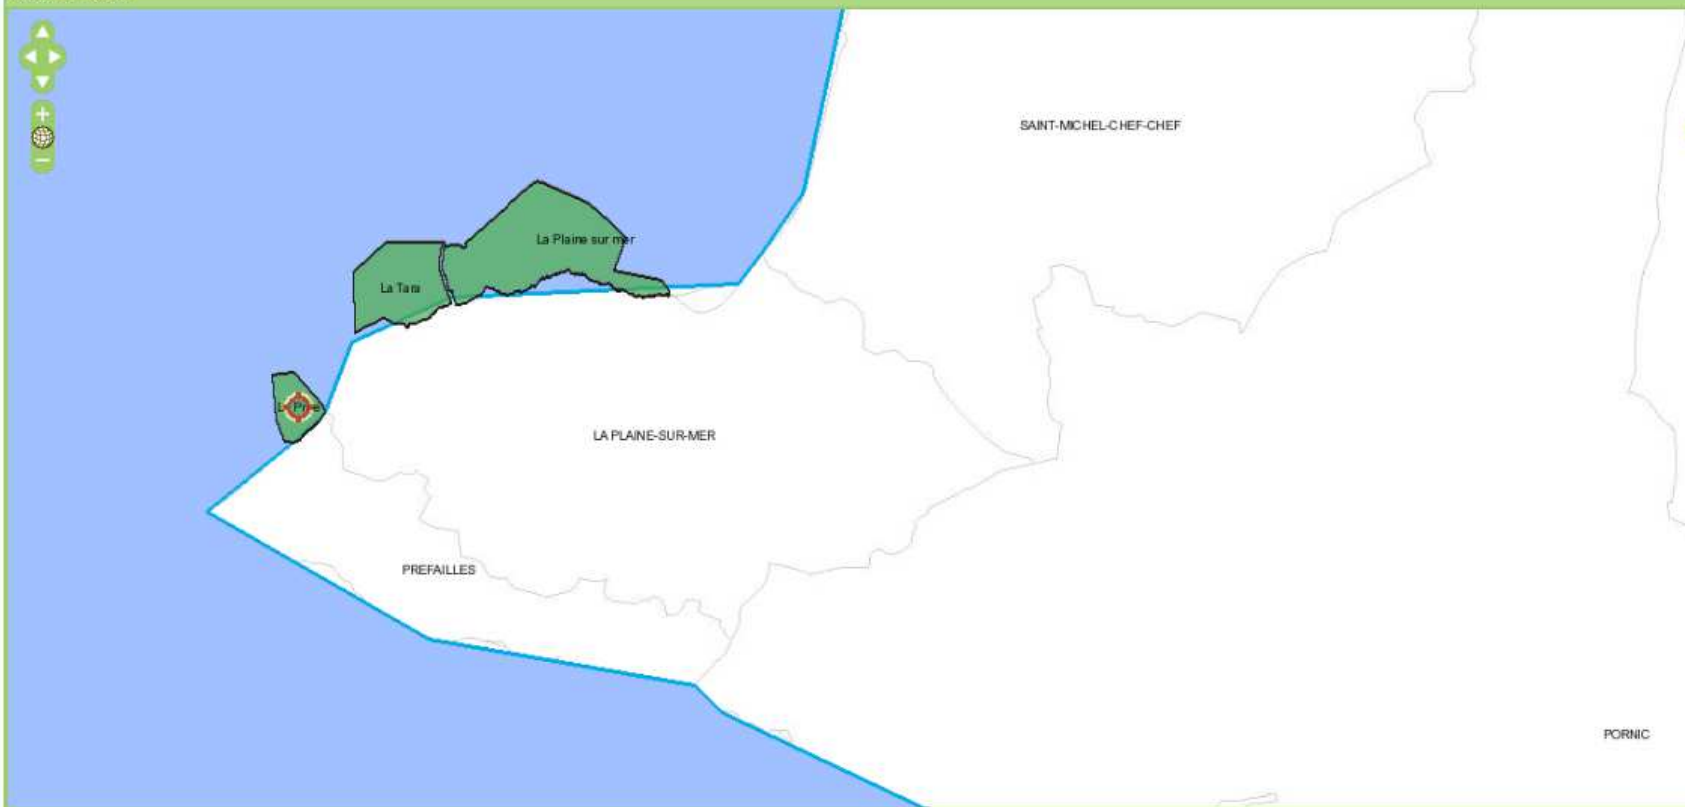 SAINT-MICHEL-CHEF-CHEF
La Plaine sur mer
La Tara
LA PLAINE-SUR-MER
PREFAILLES
PORNIC